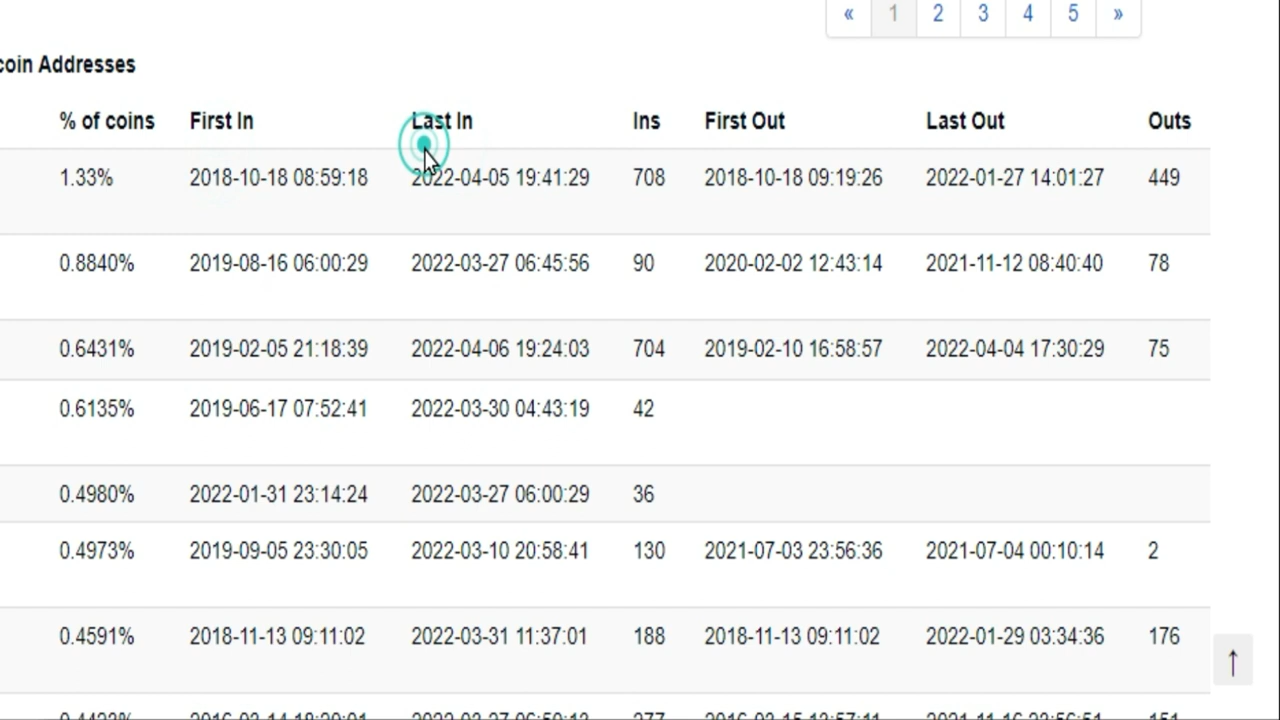 « 1 2 3 4 5 »
coin Addresses
% of coins First In Last In Ins First Out Last Out Outs
1.33% 2018-10-18 08:59:18 2022-04-05 19:41:29 708 2018-10-18 09:19:26 2022-01-27 14:01:27 449
0.8840% 2019-08-16 06:00:29 2022-03-27 06:45:56 90 2020-02-02 12:43:14 2021-11-12 08:40:40 78
0.6431% 2019-02-05 21:18:39 2022-04-06 19:24:03 704 2019-02-10 16:58:57 2022-04-04 17:30:29 75
0.6135% 2019-06-17 07:52:41 2022-03-30 04:43:19 42
0.4980% 2022-01-31 23:14:24 2022-03-27 06:00:29 36
0.4973% 2019-09-05 23:30:05 2022-03-10 20:58:41 130 2021-07-03 23:56:36 2021-07-04 00:10:14 2
0.4591% 2018-11-13 09:11:02 2022-03-31 11:37:01 188 2018-11-13 09:11:02 2022-01-29 03:34:36 176
↑